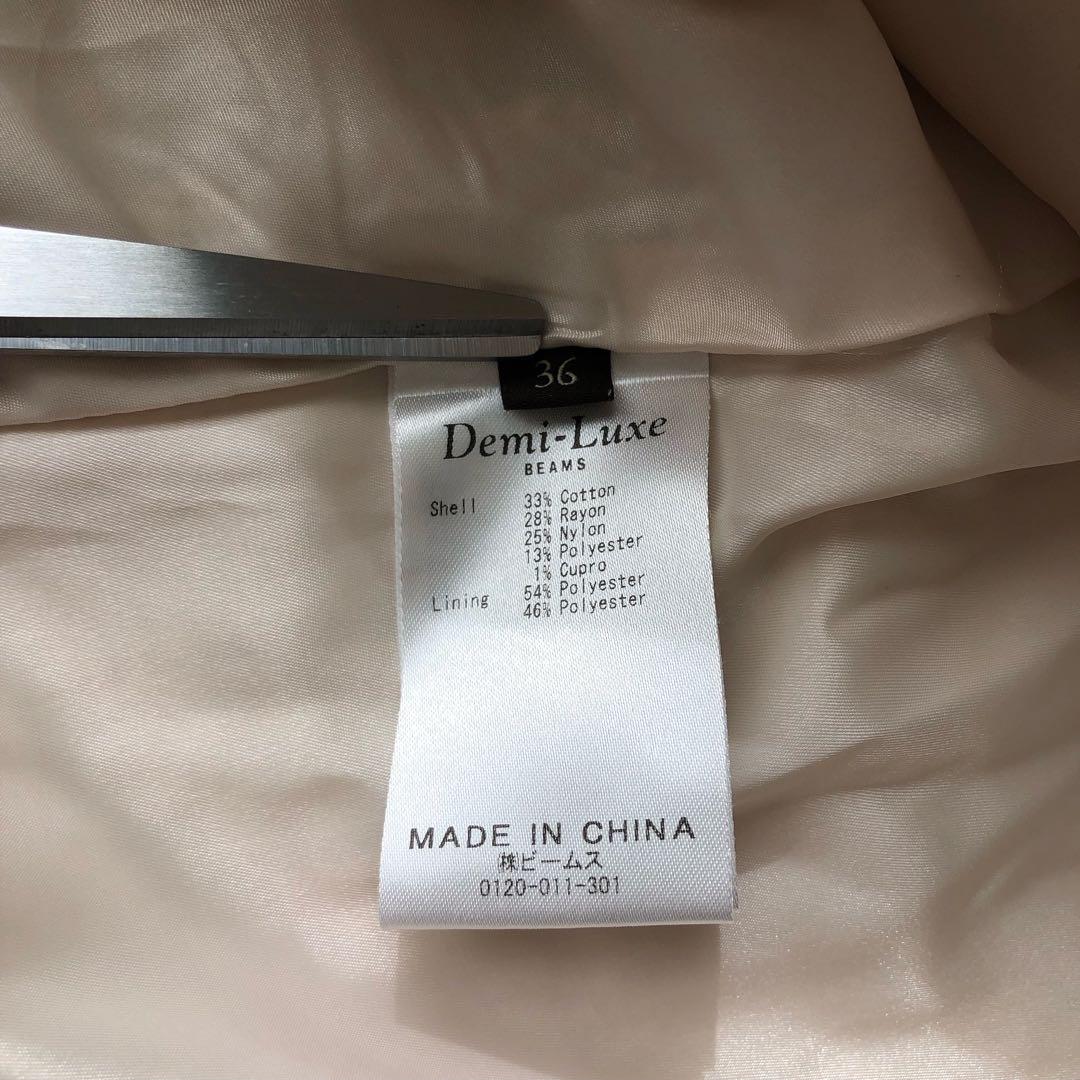 36
Demi-Luxe
BEAMS
Shell 33% Cotton
28% Rayon
25% Nylon
13% Polyester
1% Cupro
Lining 54% Polyester
46% Polyester
MADE IN CHINA
㈱ビームス
0120-011-301